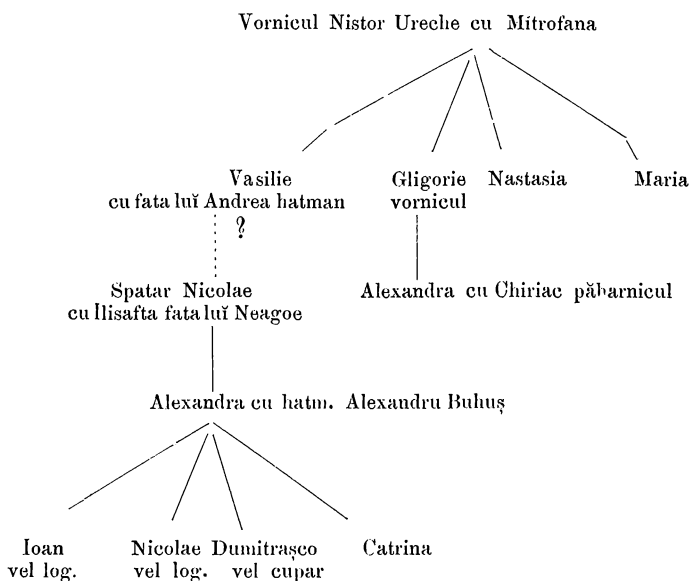 Vornicul Nistor Ureche cu Mitrofana
Vasilie
cu fata luĭ Andrea hatman
?
Gligorie
vornicul
Nastasia
Maria
Spatar Nicolae
cu Ilisafta fata luĭ Neagoe
Alexandra cu Chiriac păharnicul
Alexandra cu hatm. Alexandru Buhuș
Ioan
vel log.
Nicolae
vel log.
Dumitrașco
vel cupar
Catrina